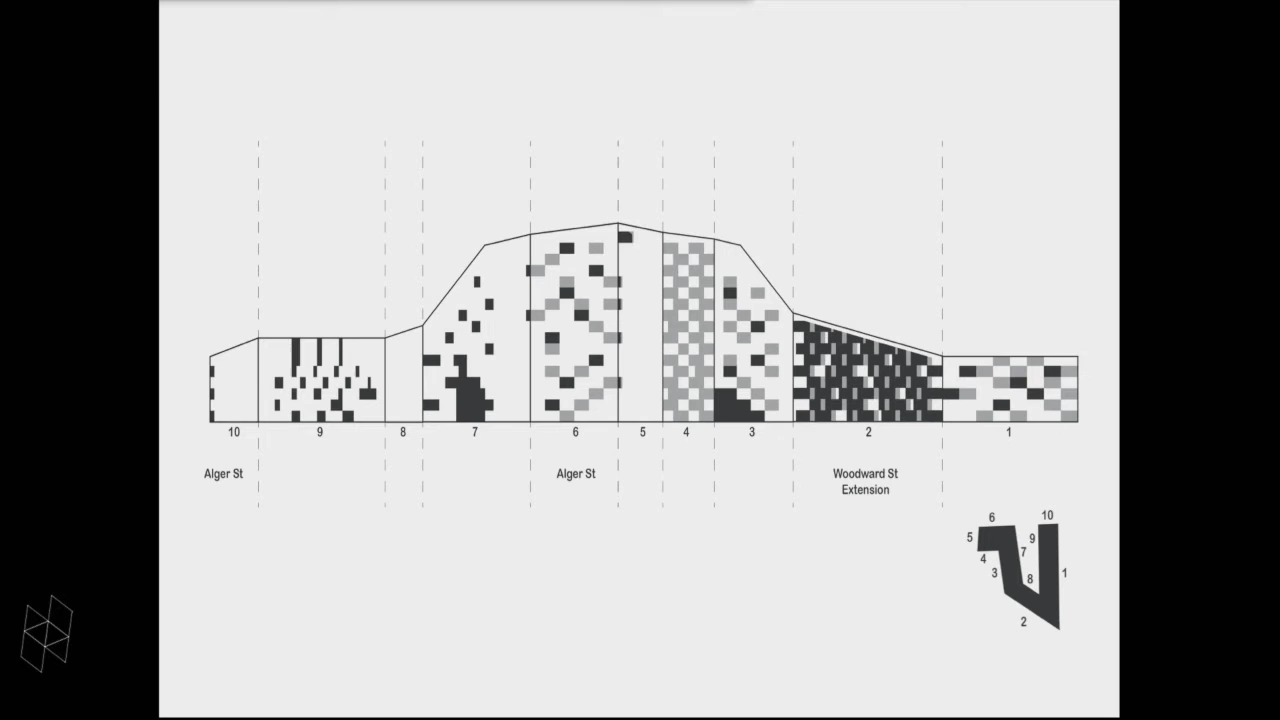 10 9 8 7 6 5 4 3 2 1
Alger St Alger St Woodward St
Extension
6 10
5 9
7
4
3 8 1
2